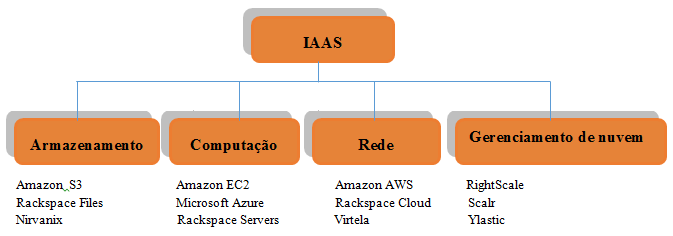 IAAS
Armazenamento
Computação
Rede
Gerenciamento de nuvem
Amazon_S3
Rackspace Files
Nirvanix
Amazon EC2
Microsoft Azure
Rackspace Servers
Amazon AWS
Rackspace Cloud
Virtela
RightScale
Scalr
Ylastic